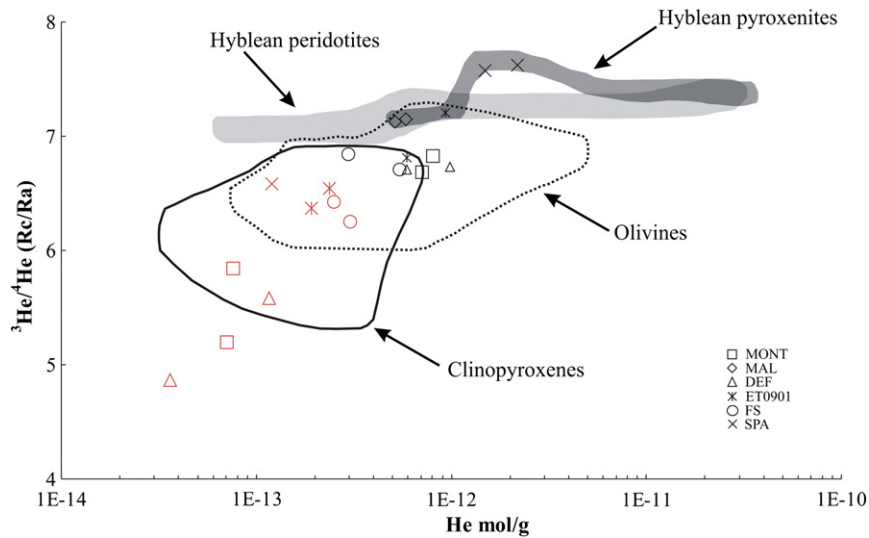 8
7
6
5
4
³He/⁴He (Rc/Ra)
Hyblean peridotites
Hyblean pyroxenites
Olivines
Clinopyroxenes
MONT
MAL
DEF
ET0901
FS
SPA
1E-14 1E-13 1E-12 1E-11 1E-10
He mol/g